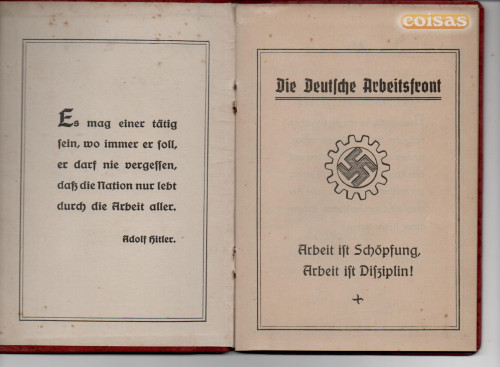 eoisas
Es mag einer tätig
sein, wo immer er soll,
er darf nie vergessen,
daß die Nation nur lebt
durch die Arbeit aller.
Adolf Hitler.
Die Deutsche Arbeitsfront
Arbeit ist Schöpfung,
Arbeit ist Disziplin!